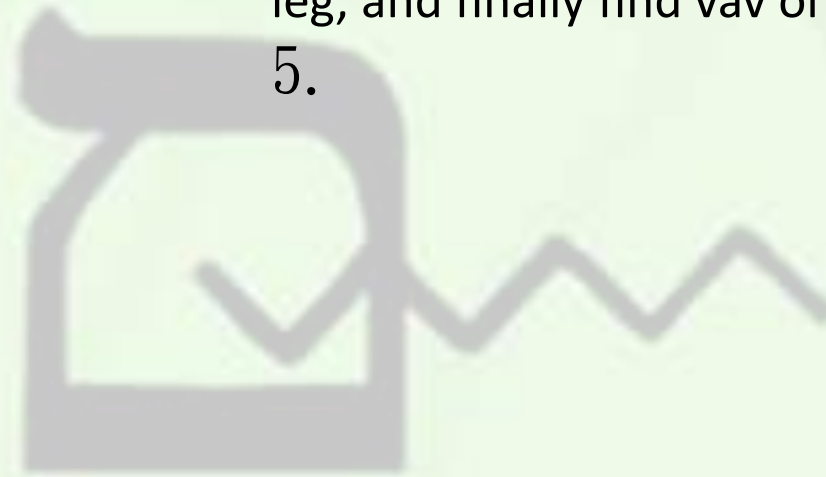 leg, and finally find vav of
5.